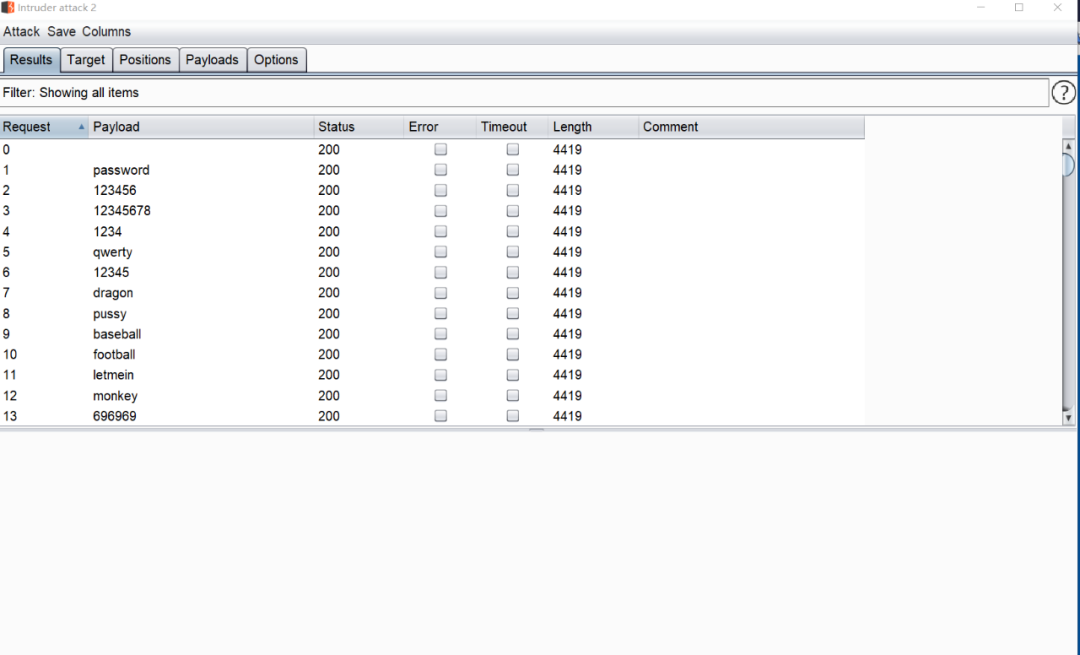 Intruder attack 2
Attack Save Columns
Results Target Positions Payloads Options
Filter: Showing all items ?
Request Payload Status Error Timeout Length Comment
0 200 4419
1 password 200 4419
2 123456 200 4419
3 12345678 200 4419
4 1234 200 4419
5 qwerty 200 4419
6 12345 200 4419
7 dragon 200 4419
8 pussy 200 4419
9 baseball 200 4419
10 football 200 4419
11 letmein 200 4419
12 monkey 200 4419
13 696969 200 4419